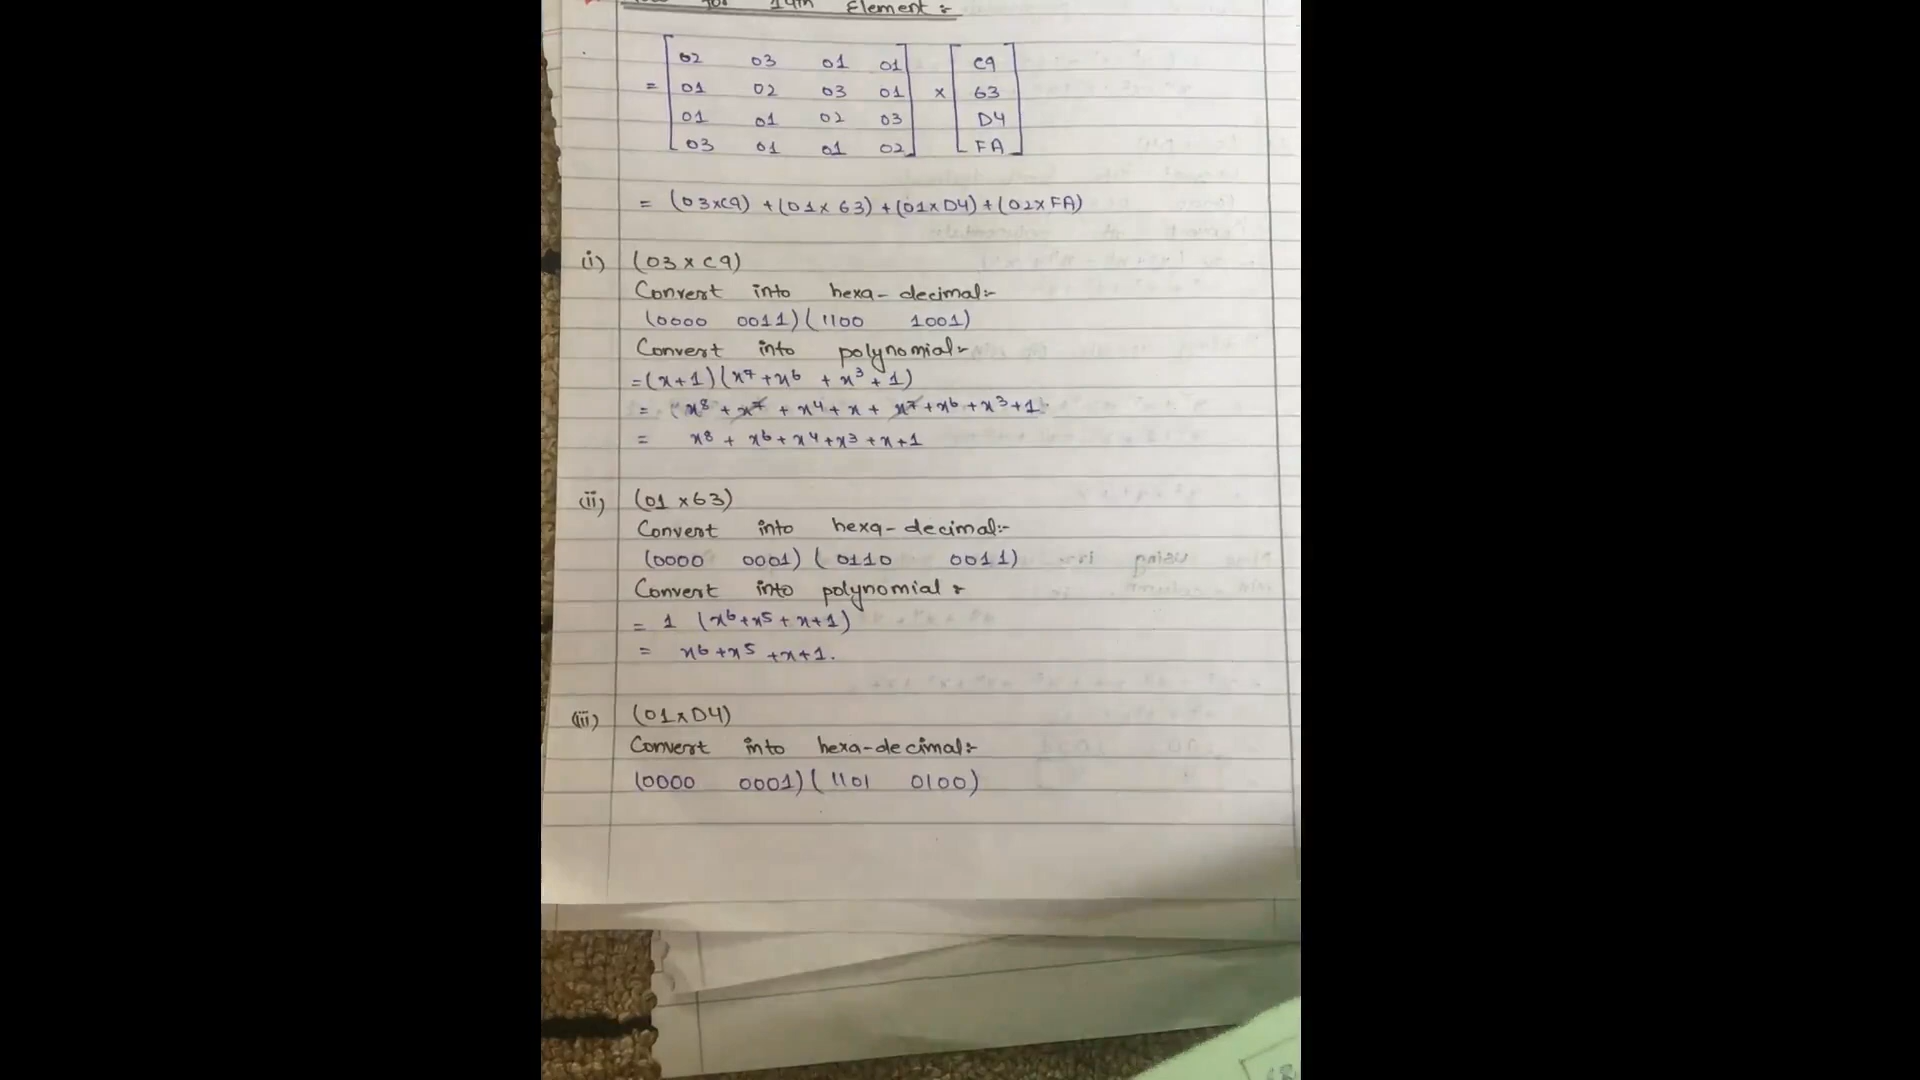 for 14th Element:-
02 03 01 01 C9
= 01 02 03 01 × 63
01 01 02 03 D4
03 01 01 02 FA
= (03×C9) + (01×63) + (01×D4) + (02×FA)
(i) (03×C9)
Convert into hexa-decimal:-
(0000 0011)(1100 1001)
Convert into polynomial:-
= (x+1)(x⁷+x⁶ + x³+1)
= (x⁸ + x⁷ + x⁴ + x + x⁷ + x⁶ + x³ + 1
= x⁸ + x⁶ + x⁴ + x³ + x + 1
(ii) (01×63)
Convert into hexa-decimal:-
(0000 0001)(0110 0011)
Convert into polynomial:-
= 1 (x⁶+x⁵+x+1)
= x⁶+x⁵+x+1.
(iii) (01×D4)
Convert into hexa-decimal:-
(0000 0001)(1101 0100)